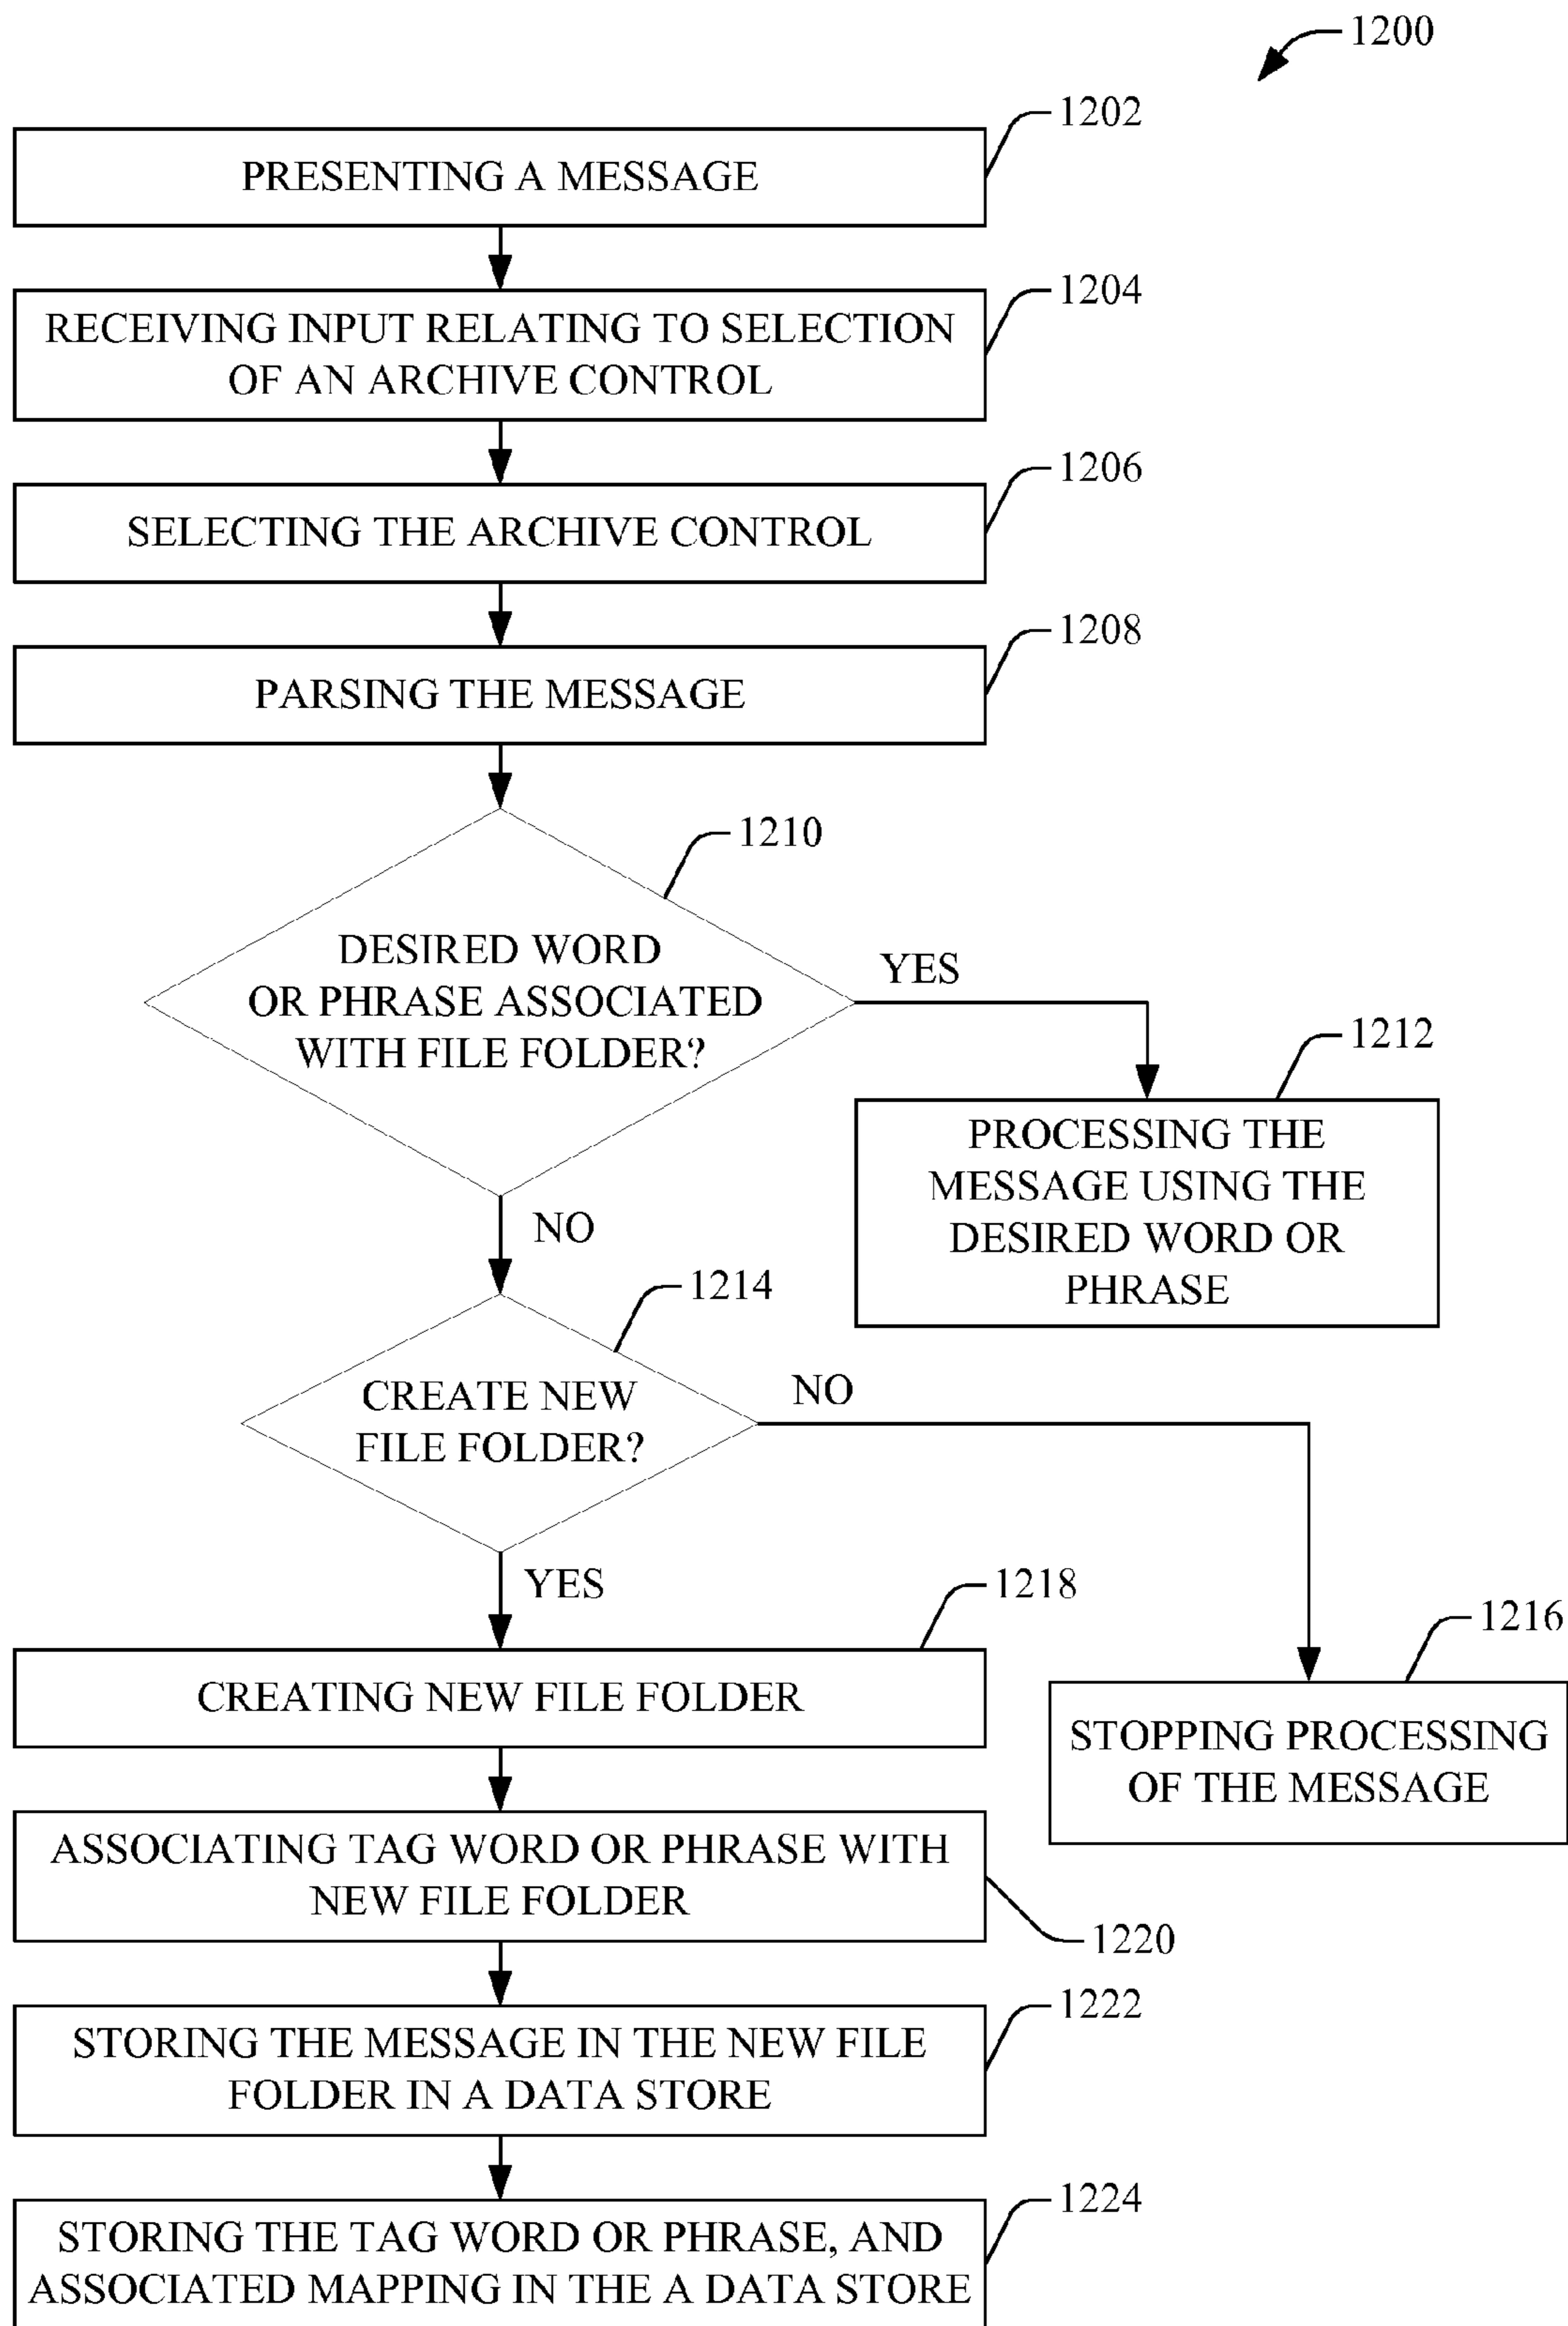 1200
1202
PRESENTING A MESSAGE
1204
RECEIVING INPUT RELATING TO SELECTION
OF AN ARCHIVE CONTROL
1206
SELECTING THE ARCHIVE CONTROL
1208
PARSING THE MESSAGE
1210
DESIRED WORD
OR PHRASE ASSOCIATED
WITH FILE FOLDER?
YES
1212
PROCESSING THE
MESSAGE USING THE
DESIRED WORD OR
PHRASE
NO
1214
CREATE NEW
FILE FOLDER?
NO
YES
1218
CREATING NEW FILE FOLDER
1216
STOPPING PROCESSING
OF THE MESSAGE
ASSOCIATING TAG WORD OR PHRASE WITH
NEW FILE FOLDER
1220
1222
STORING THE MESSAGE IN THE NEW FILE
FOLDER IN A DATA STORE
1224
STORING THE TAG WORD OR PHRASE, AND
ASSOCIATED MAPPING IN THE A DATA STORE